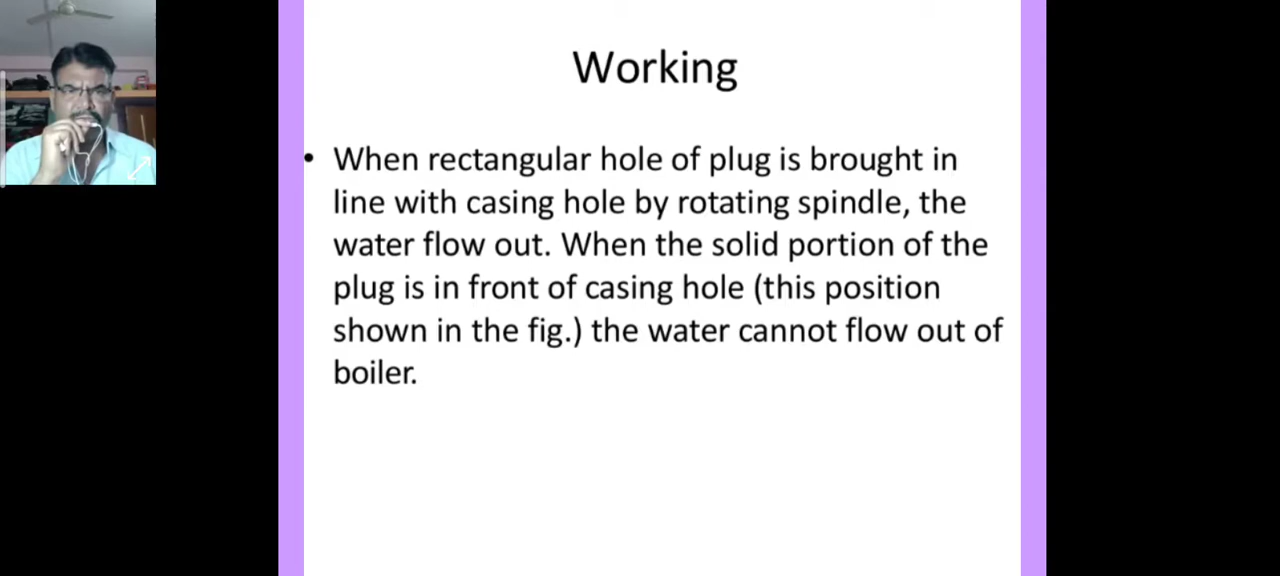 Working
• When rectangular hole of plug is brought in
line with casing hole by rotating spindle, the
water flow out. When the solid portion of the
plug is in front of casing hole (this position
shown in the fig.) the water cannot flow out of
boiler.